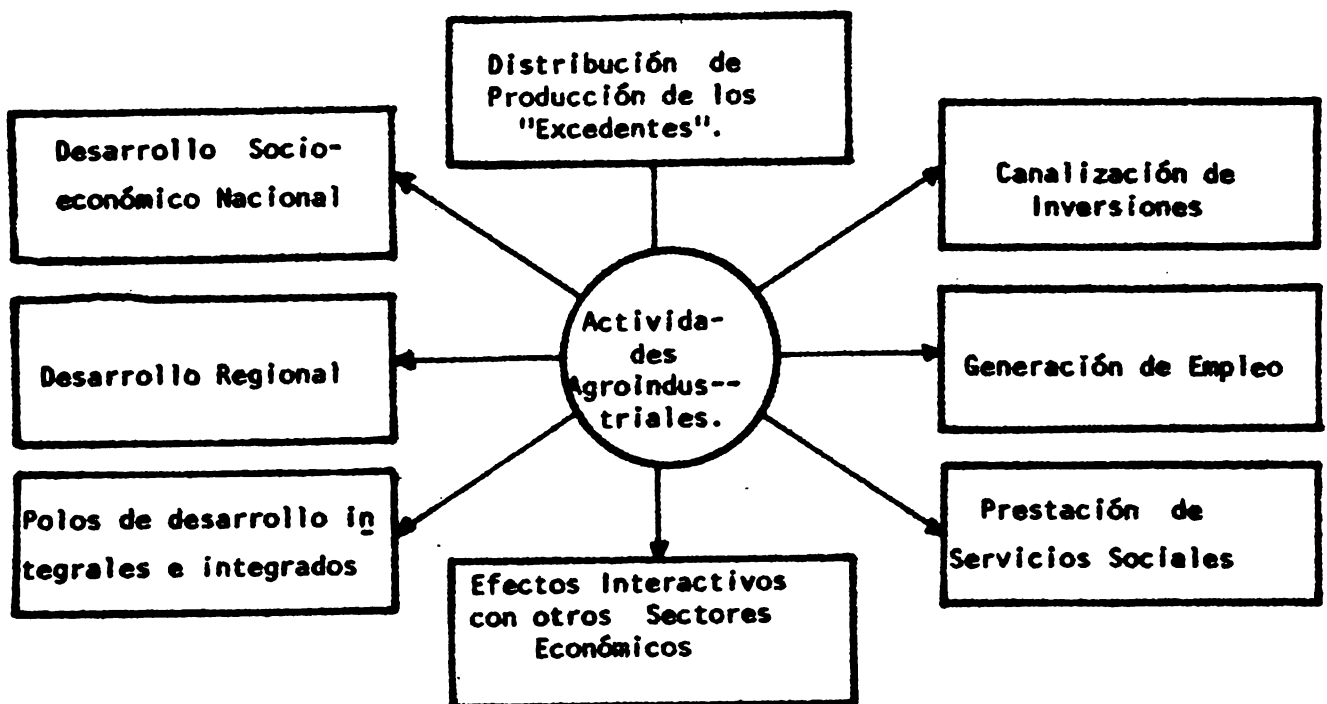 Distribución de
Producción de los
"Excedentes".
Desarrollo Socio-
económico Nacional
Canalización de
Inversiones
Desarrollo Regional
Activida-
des
Agroindus--
triales.
Generación de Empleo
Polos de desarrollo in
tegrales e integrados
Prestación de
Servicios Sociales
Efectos Interactivos
con otros Sectores
Económicos